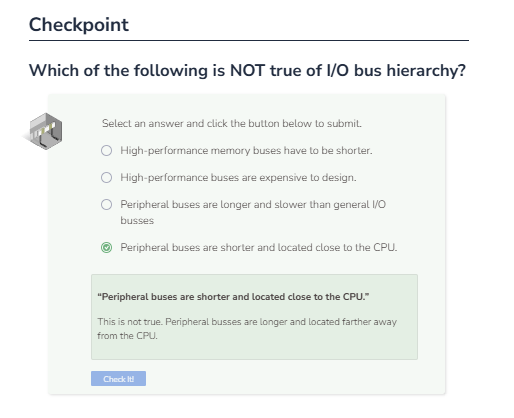 Checkpoint
Which of the following is NOT true of I/O bus hierarchy?
Select an answer and click the button below to submit.
High-performance memory buses have to be shorter.
High-performance buses are expensive to design.
Peripheral buses are longer and slower than general I/O
busses
Peripheral buses are shorter and located close to the CPU.
“Peripheral buses are shorter and located close to the CPU.”
This is not true. Peripheral busses are longer and located farther away
from the CPU.
Check It!